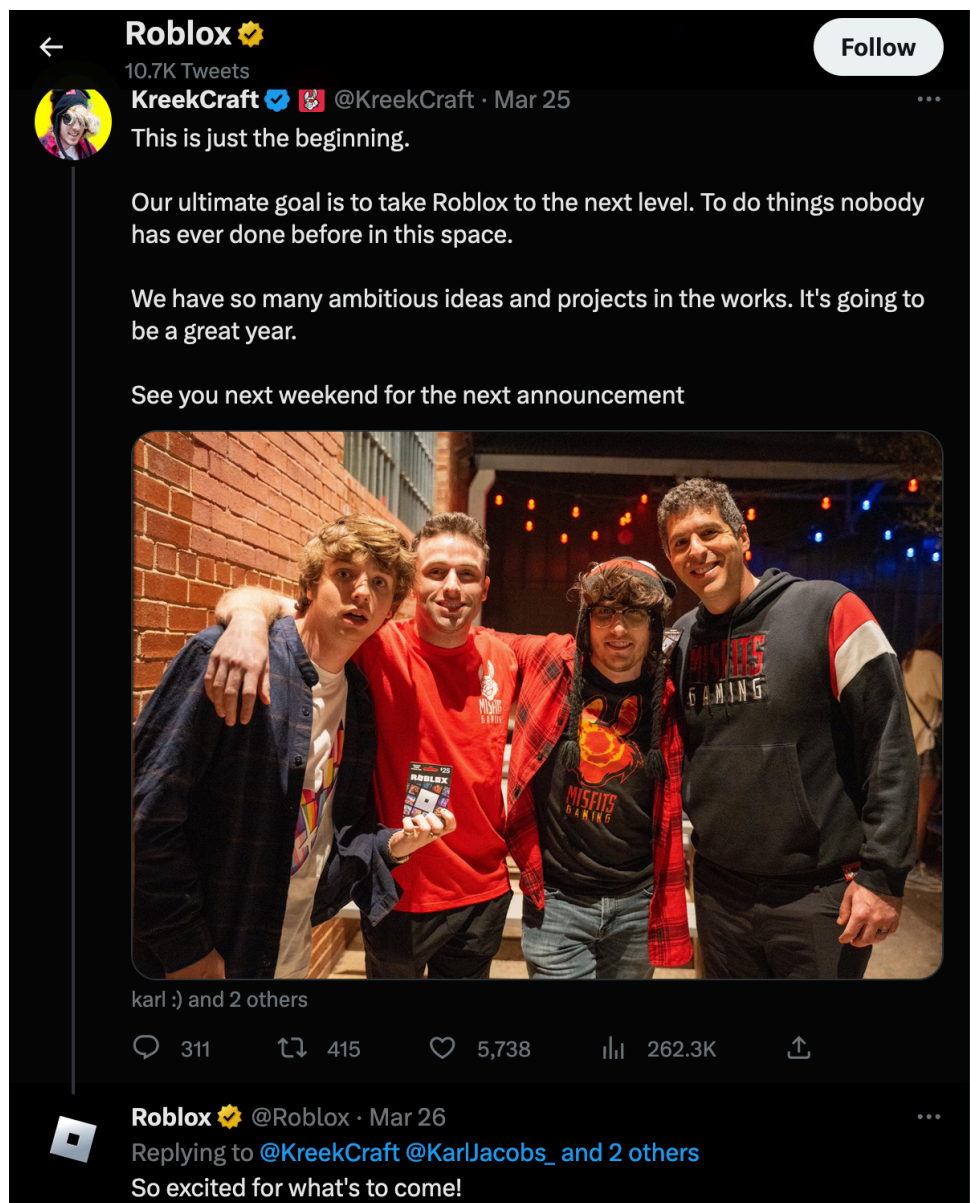 Roblox
10.7K Tweets
Follow
KreekCraft @KreekCraft · Mar 25
This is just the beginning.
Our ultimate goal is to take Roblox to the next level. To do things nobody
has ever done before in this space.
We have so many ambitious ideas and projects in the works. It's going to
be a great year.
See you next weekend for the next announcement
MISFITS
GAMING
$25
ROBLOX
MISFITS
GAMING
MISFITS
GAMING
karl :) and 2 others
311 415 5,738 262.3K
Roblox @Roblox · Mar 26
Replying to @KreekCraft @KarlJacobs_ and 2 others
So excited for what's to come!